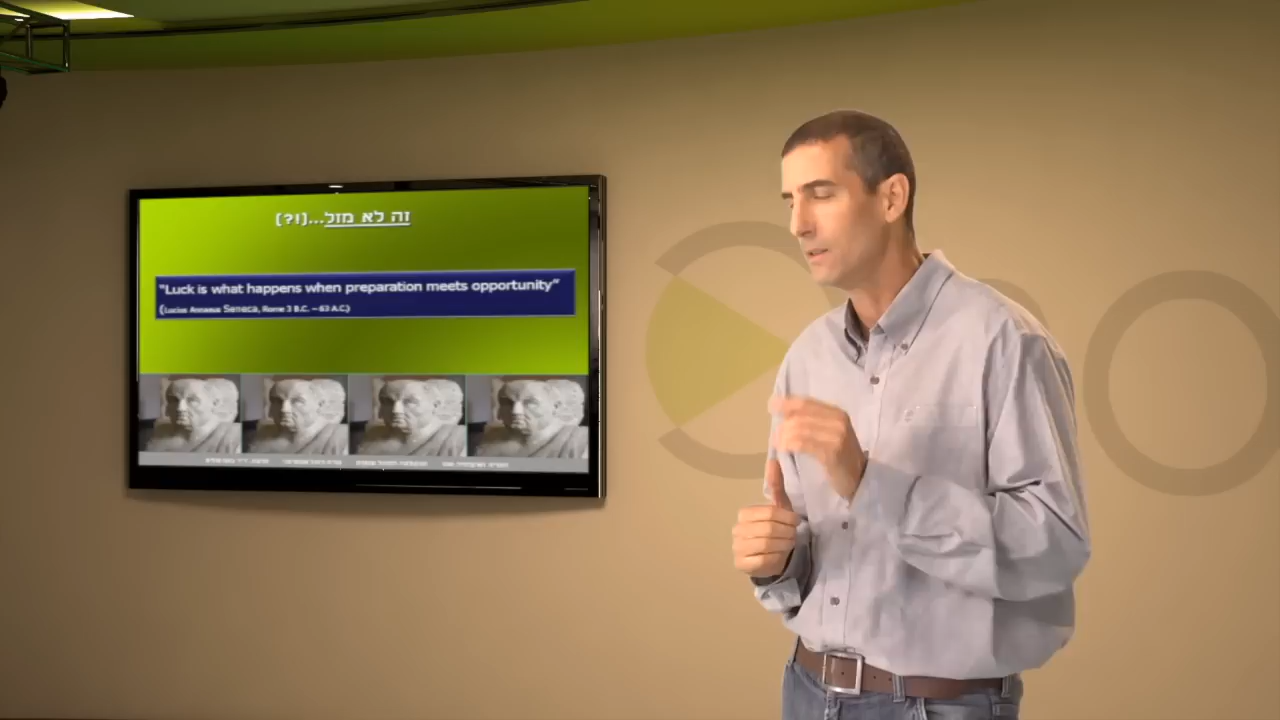 זה לא מזל...(!?)
“Luck is what happens when preparation meets opportunity”
(Lucius Annaeus Seneca, Rome 3 B.C. – 63 A.C.)